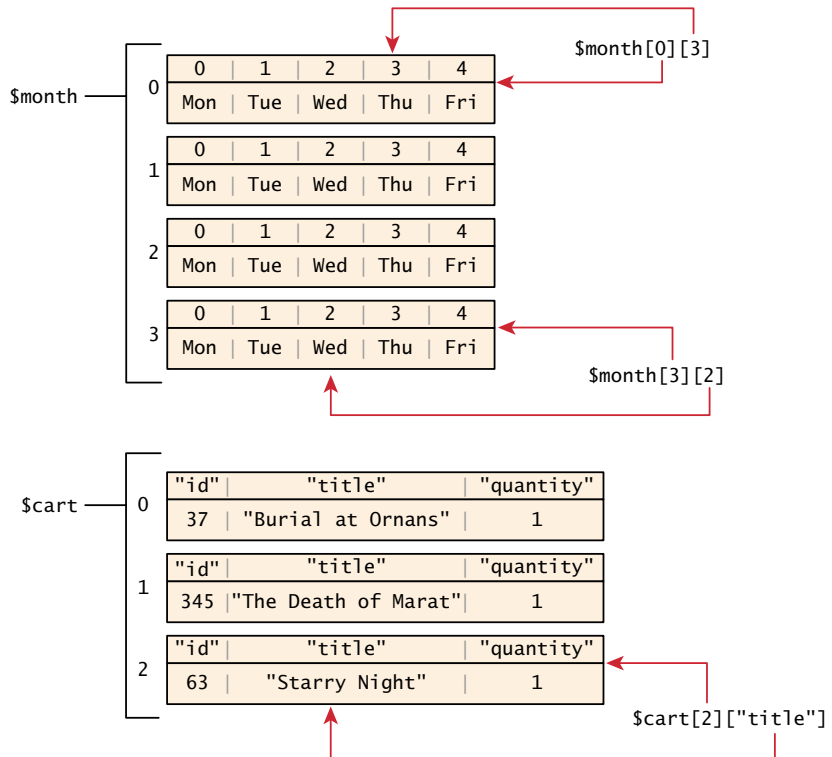 $month[0][3]
$month
0
0 | 1 | 2 | 3 | 4
Mon | Tue | Wed | Thu | Fri
1
0 | 1 | 2 | 3 | 4
Mon | Tue | Wed | Thu | Fri
2
0 | 1 | 2 | 3 | 4
Mon | Tue | Wed | Thu | Fri
3
0 | 1 | 2 | 3 | 4
Mon | Tue | Wed | Thu | Fri
$month[3][2]
$cart
0
"id" | "title" | "quantity"
37 | "Burial at Ornans" | 1
1
"id" | "title" | "quantity"
345 | "The Death of Marat" | 1
2
"id" | "title" | "quantity"
63 | "Starry Night" | 1
$cart[2]["title"]